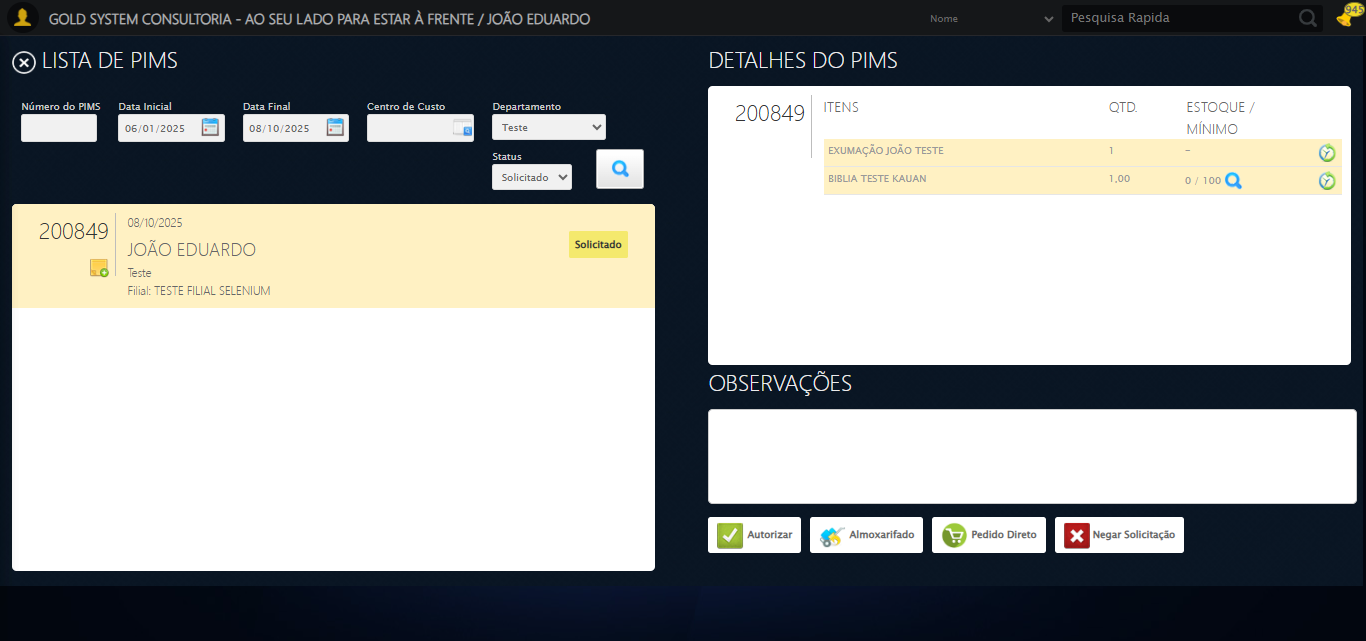 GOLD SYSTEM CONSULTORIA - AO SEU LADO PARA ESTAR À FRENTE / JOÃO EDUARDO
Nome
Pesquisa Rapida
945
LISTA DE PIMS
Número do PIMS
Data Inicial
Data Final
Centro de Custo
Departamento
06/01/2025
08/10/2025
Teste
Status
Solicitado
200849
08/10/2025
JOÃO EDUARDO
Teste
Filial: TESTE FILIAL SELENIUM
Solicitado
DETALHES DO PIMS
200849
ITENS
QTD.
ESTOQUE /
MÍNIMO
EXUMAÇÃO JOÃO TESTE
1
-
BIBLIA TESTE KAUAN
1,00
0 / 100
OBSERVAÇÕES
Autorizar
Almoxarifado
Pedido Direto
Negar Solicitação